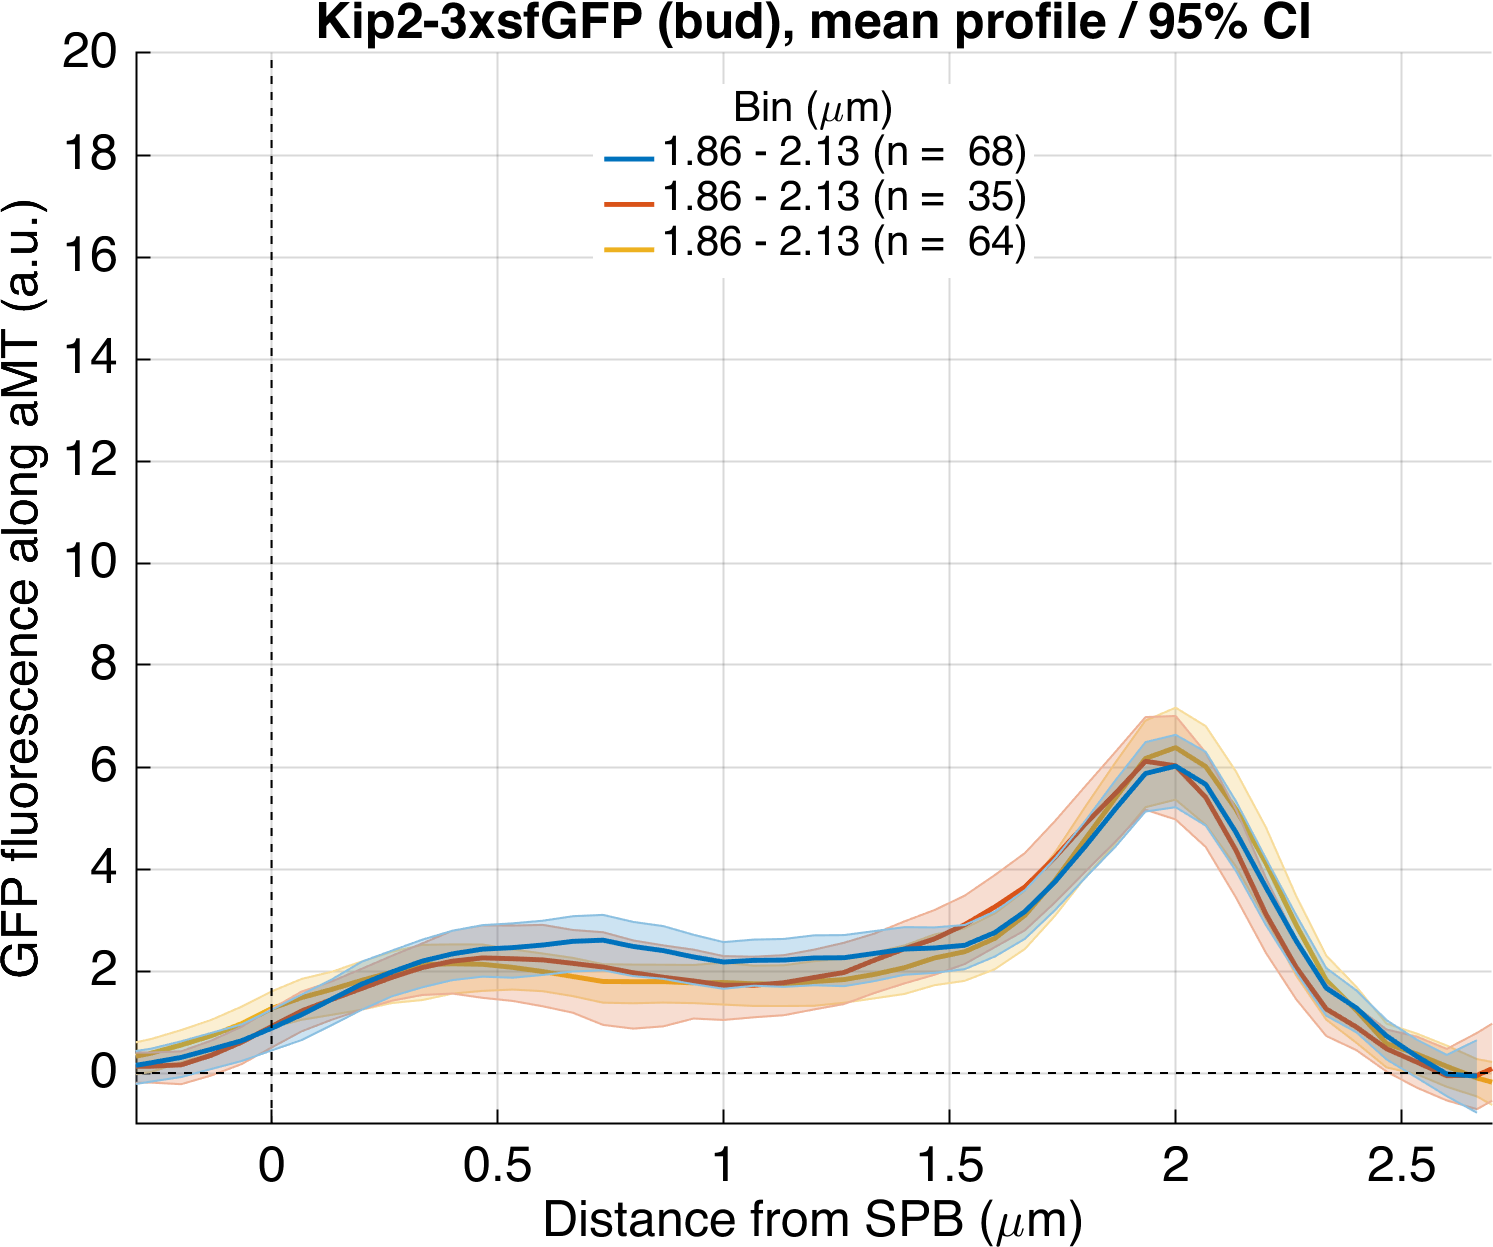 Kip2-3xsfGFP (bud), mean profile / 95% CI
GFP fluorescence along aMT (a.u.)
20
18
16
14
12
10
8
6
4
2
0
Bin (μm)
1.86 - 2.13 (n =  68)
1.86 - 2.13 (n =  35)
1.86 - 2.13 (n =  64)
0 0.5 1 1.5 2 2.5
Distance from SPB (μm)